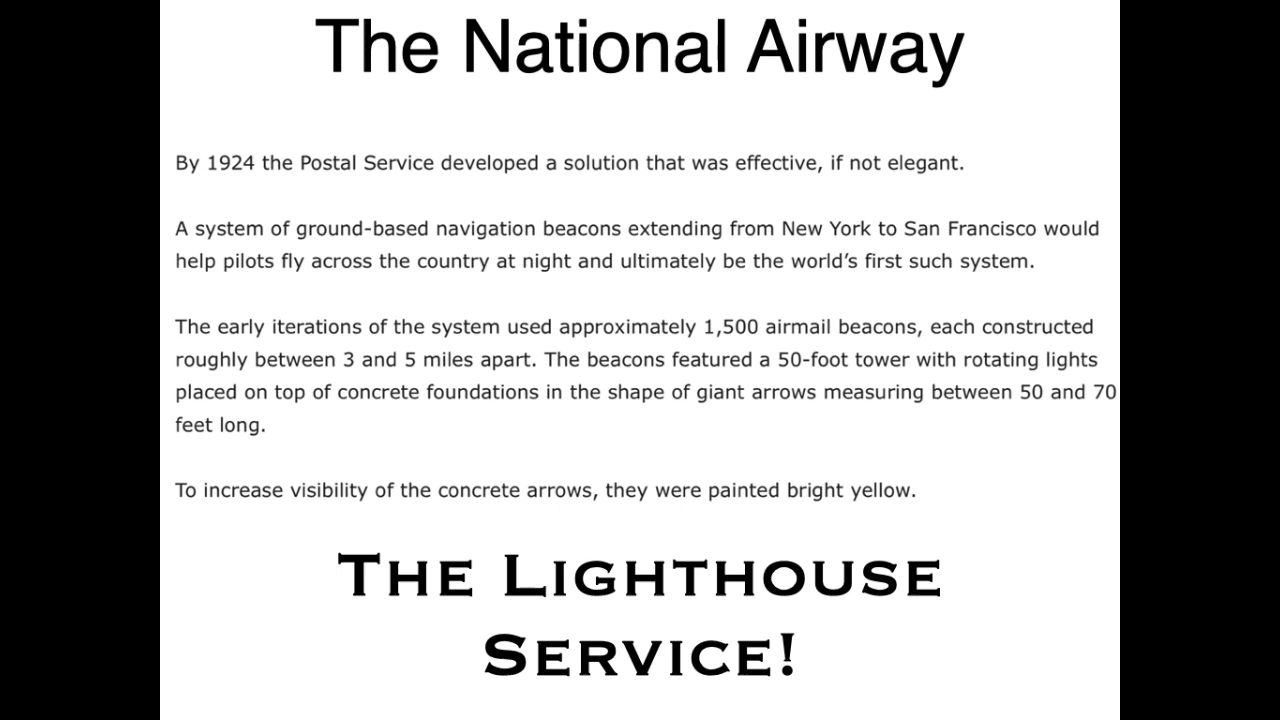 The National Airway
By 1924 the Postal Service developed a solution that was effective, if not elegant.
A system of ground-based navigation beacons extending from New York to San Francisco would
help pilots fly across the country at night and ultimately be the world’s first such system.
The early iterations of the system used approximately 1,500 airmail beacons, each constructed
roughly between 3 and 5 miles apart. The beacons featured a 50-foot tower with rotating lights
placed on top of concrete foundations in the shape of giant arrows measuring between 50 and 70
feet long.
To increase visibility of the concrete arrows, they were painted bright yellow.
The Lighthouse
Service!